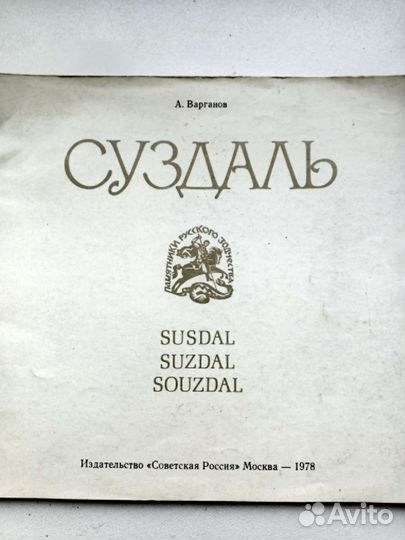 А. Варганов
СУЗДАЛЬ
ПАМЯТНИКИ РУССКОГО ЗОДЧЕСТВА
SUSDAL
SUZDAL
SOUZDAL
Издательство «Советская Россия» Москва — 1978
Avito